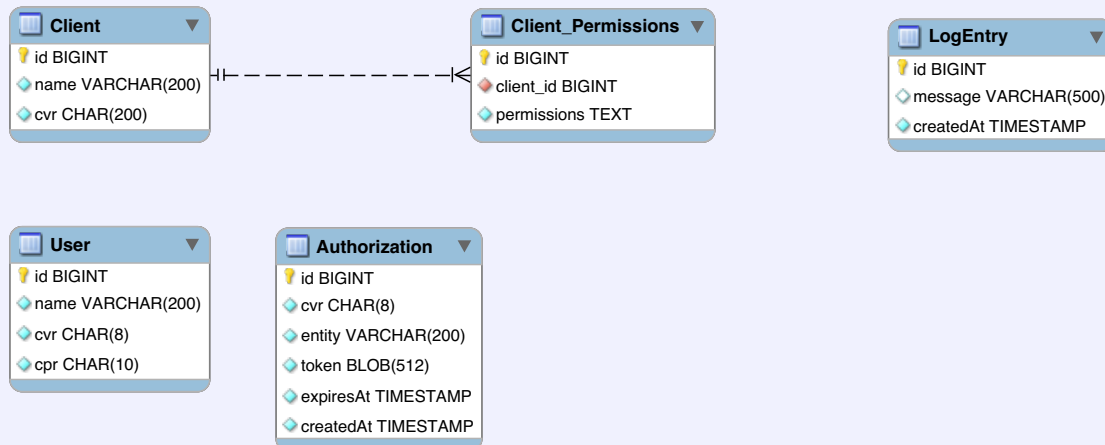 Client
id BIGINT
name VARCHAR(200)
cvr CHAR(200)
Client_Permissions
id BIGINT
client_id BIGINT
permissions TEXT
LogEntry
id BIGINT
message VARCHAR(500)
createdAt TIMESTAMP
User
id BIGINT
name VARCHAR(200)
cvr CHAR(8)
cpr CHAR(10)
Authorization
id BIGINT
cvr CHAR(8)
entity VARCHAR(200)
token BLOB(512)
expiresAt TIMESTAMP
createdAt TIMESTAMP